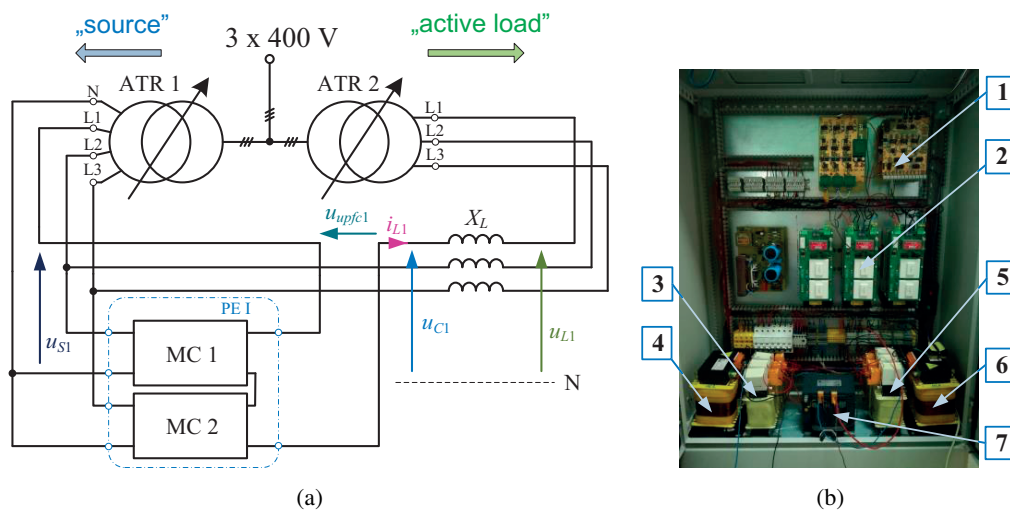 „source”
„active load”
3 x 400 V
ATR 1
ATR 2
N
L1
L2
L3
L1
L2
L3
u_upfc1
i_L1
X_L
u_S1
u_C1
u_L1
PE I
MC 1
MC 2
N
(a)
1
2
3
4
5
6
7
(b)